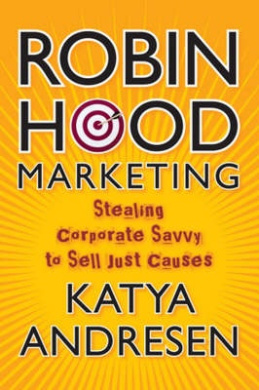 ROBIN
HOOD
MARKETING
Stealing
Corporate Savvy
to Sell Just Causes
KATYA
ANDRESEN